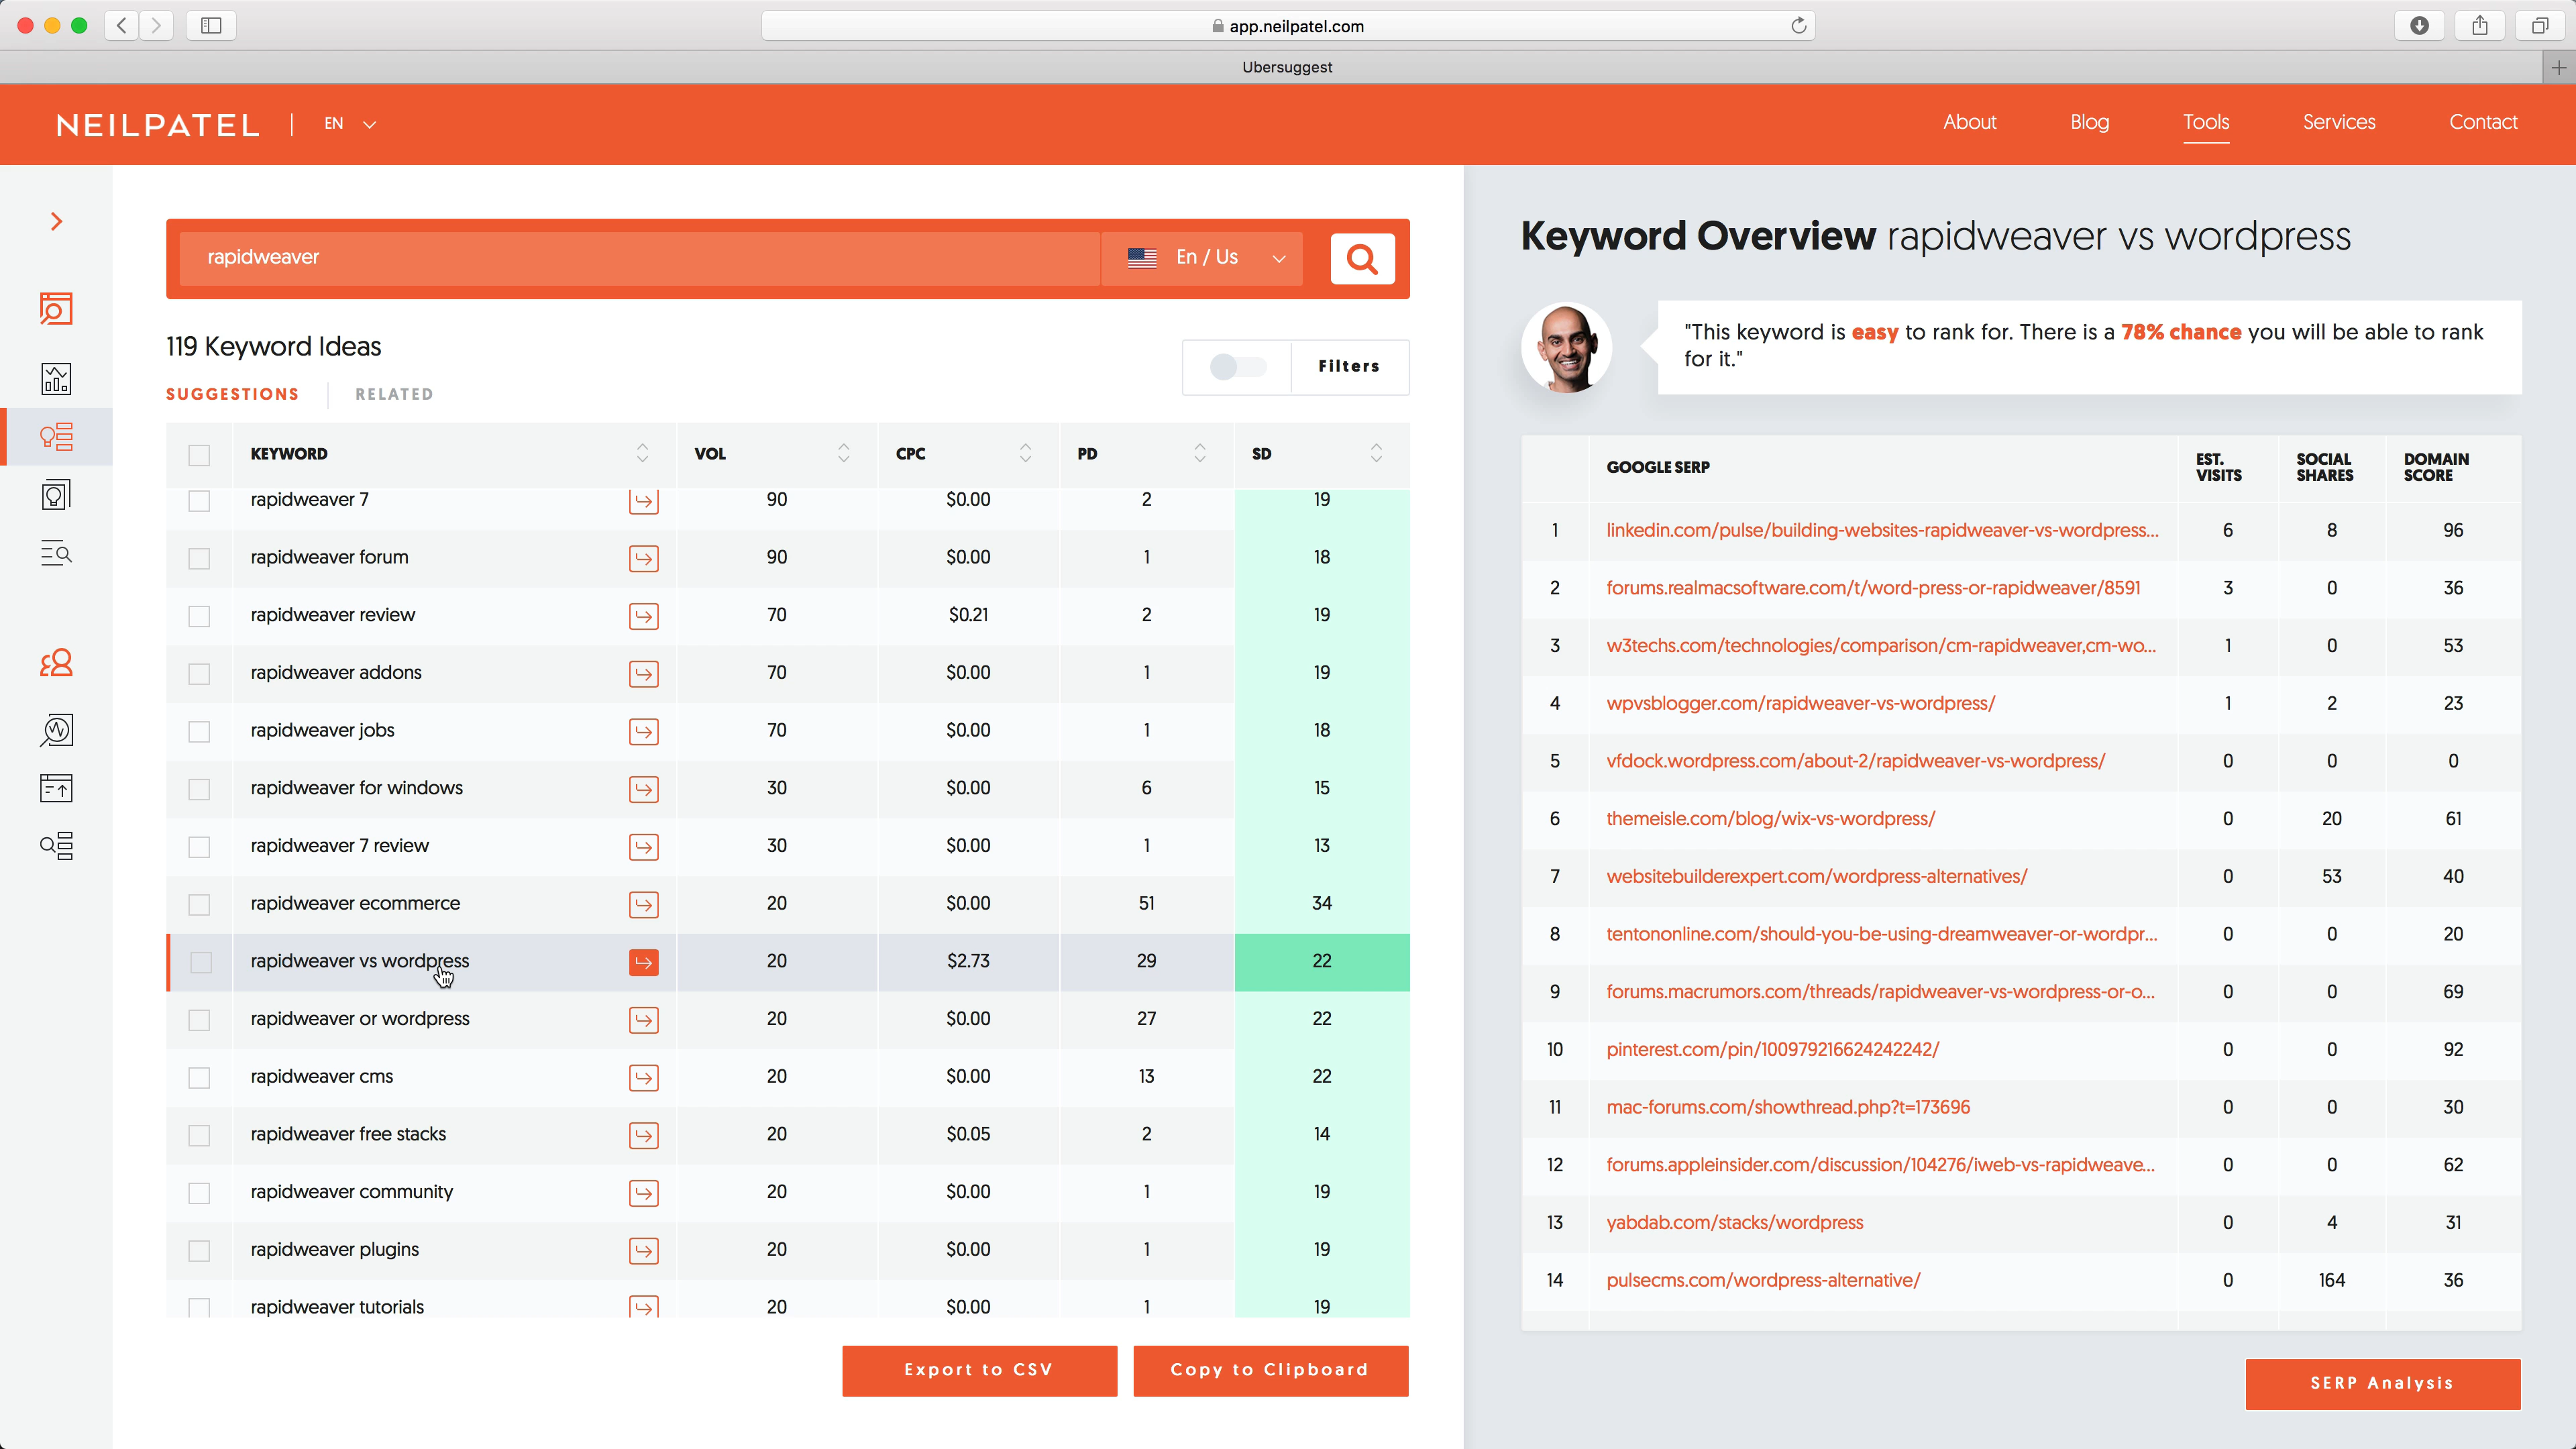 app.neilpatel.com
Ubersuggest
NEILPATEL | EN
About Blog Tools Services Contact
rapidweaver En / Us
119 Keyword Ideas
Filters
SUGGESTIONS RELATED
KEYWORD VOL CPC PD SD
rapidweaver 7 90 $0.00 2 19
rapidweaver forum 90 $0.00 1 18
rapidweaver review 70 $0.21 2 19
rapidweaver addons 70 $0.00 1 19
rapidweaver jobs 70 $0.00 1 18
rapidweaver for windows 30 $0.00 6 15
rapidweaver 7 review 30 $0.00 1 13
rapidweaver ecommerce 20 $0.00 51 34
rapidweaver vs wordpress 20 $2.73 29 22
rapidweaver or wordpress 20 $0.00 27 22
rapidweaver cms 20 $0.00 13 22
rapidweaver free stacks 20 $0.05 2 14
rapidweaver community 20 $0.00 1 19
rapidweaver plugins 20 $0.00 1 19
rapidweaver tutorials 20 $0.00 1 19
Export to CSV Copy to Clipboard
Keyword Overview rapidweaver vs wordpress
"This keyword is easy to rank for. There is a 78% chance you will be able to rank
for it."
GOOGLE SERP EST. VISITS SOCIAL SHARES DOMAIN SCORE
1 linkedin.com/pulse/building-websites-rapidweaver-vs-wordpress... 6 8 96
2 forums.realmacsoftware.com/t/word-press-or-rapidweaver/8591 3 0 36
3 w3techs.com/technologies/comparison/cm-rapidweaver,cm-wo... 1 0 53
4 wpvsblogger.com/rapidweaver-vs-wordpress/ 1 2 23
5 vfdock.wordpress.com/about-2/rapidweaver-vs-wordpress/ 0 0 0
6 themeisle.com/blog/wix-vs-wordpress/ 0 20 61
7 websitebuilderexpert.com/wordpress-alternatives/ 0 53 40
8 tentononline.com/should-you-be-using-dreamweaver-or-wordpr... 0 0 20
9 forums.macrumors.com/threads/rapidweaver-vs-wordpress-or-o... 0 0 69
10 pinterest.com/pin/100979216624242242/ 0 0 92
11 mac-forums.com/showthread.php?t=173696 0 0 30
12 forums.appleinsider.com/discussion/104276/iweb-vs-rapidweave... 0 0 62
13 yabdab.com/stacks/wordpress 0 4 31
14 pulsecms.com/wordpress-alternative/ 0 164 36
SERP Analysis